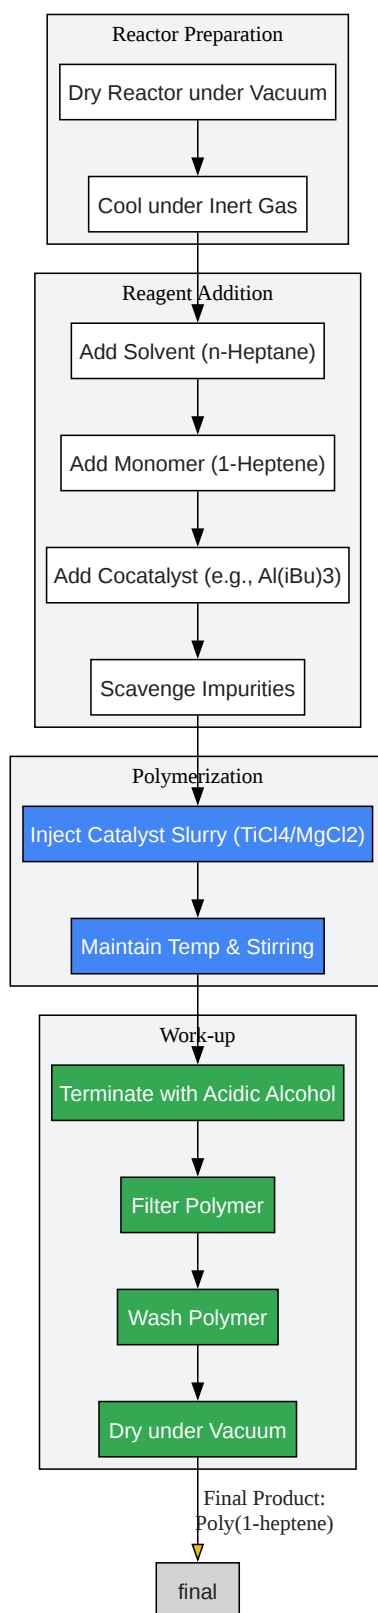 Reactor Preparation
Dry Reactor under Vacuum
Cool under Inert Gas
Reagent Addition
Add Solvent (n-Heptane)
Add Monomer (1-Heptene)
Add Cocatalyst (e.g., Al(iBu)3)
Scavenge Impurities
Polymerization
Inject Catalyst Slurry (TiCl4/MgCl2)
Maintain Temp & Stirring
Work-up
Terminate with Acidic Alcohol
Filter Polymer
Wash Polymer
Dry under Vacuum
Final Product:
Poly(1-heptene)
final